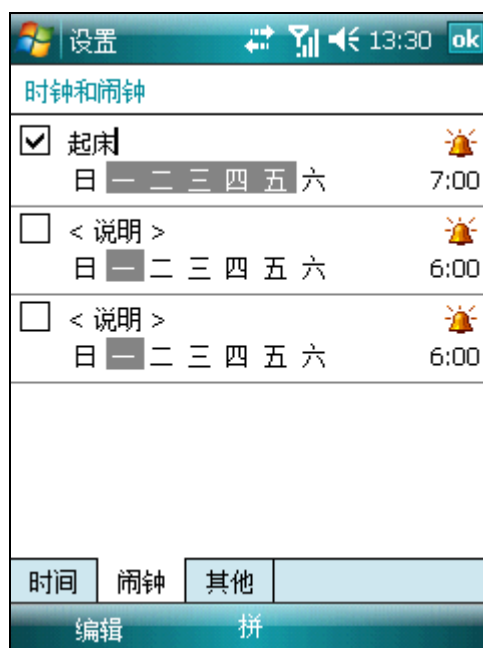 设置 13:30 ok
时钟和闹钟
起床
日 一 二 三 四 五 六 7:00
< 说明 >
日 一 二 三 四 五 六 6:00
< 说明 >
日 一 二 三 四 五 六 6:00
时间 闹钟 其他
编辑 拼